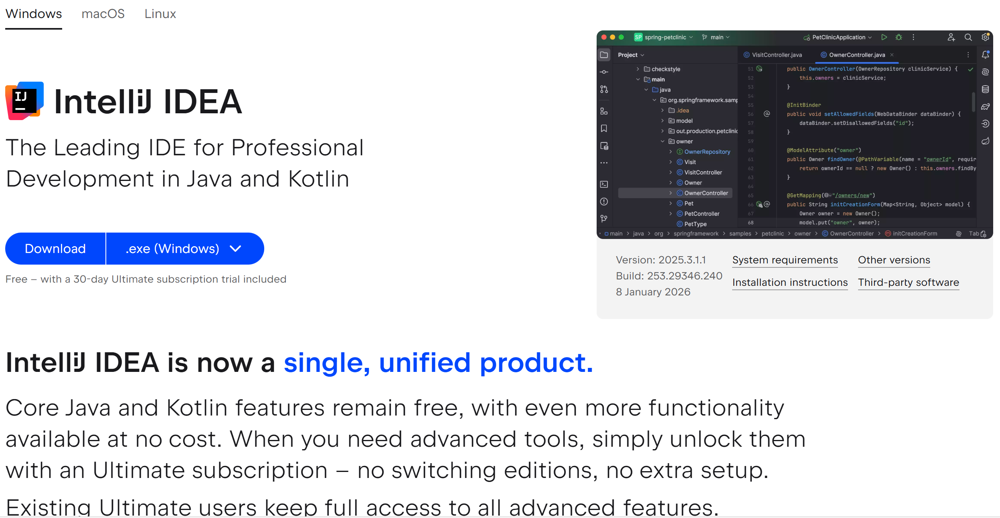 Windows macOS Linux
IntelliJ IDEA
The Leading IDE for Professional
Development in Java and Kotlin
Download .exe (Windows)
Free – with a 30-day Ultimate subscription trial included
SP spring-petclinic main PetClinicApplication
Project
checkstyle
main
java
org.springframework.samp
.idea
model
out.production.petclinic
owner
OwnerRepository
Visit
VisitController
Owner
OwnerController
Pet
PetController
PetType
VisitController.java OwnerController.java
51 public OwnerController(OwnerRepository clinicService) {
52 this.owners = clinicService;
53 }
54
55 @InitBinder
56 public void setAllowedFields(WebDataBinder dataBinder) {
57 dataBinder.setDisallowedFields("id");
58 }
59
60 @ModelAttribute("owner")
61 public Owner findOwner(@PathVariable(name = "ownerId", requir
62 return ownerId == null ? new Owner() : this.owners.findBy
63 }
64
65 @GetMapping("/owners/new")
66 public String initCreationForm(Map<String, Object> model) {
67 Owner owner = new Owner();
68 model.put("owner", owner);
main > java > org > springframework > samples > petclinic > owner > OwnerController > initCreationForm Tab
Version: 2025.3.1.1
Build: 253.29346.240
8 January 2026
System requirements
Installation instructions
Other versions
Third-party software
IntelliJ IDEA is now a single, unified product.
Core Java and Kotlin features remain free, with even more functionality
available at no cost. When you need advanced tools, simply unlock them
with an Ultimate subscription – no switching editions, no extra setup.
Existing Ultimate users keep full access to all advanced features.